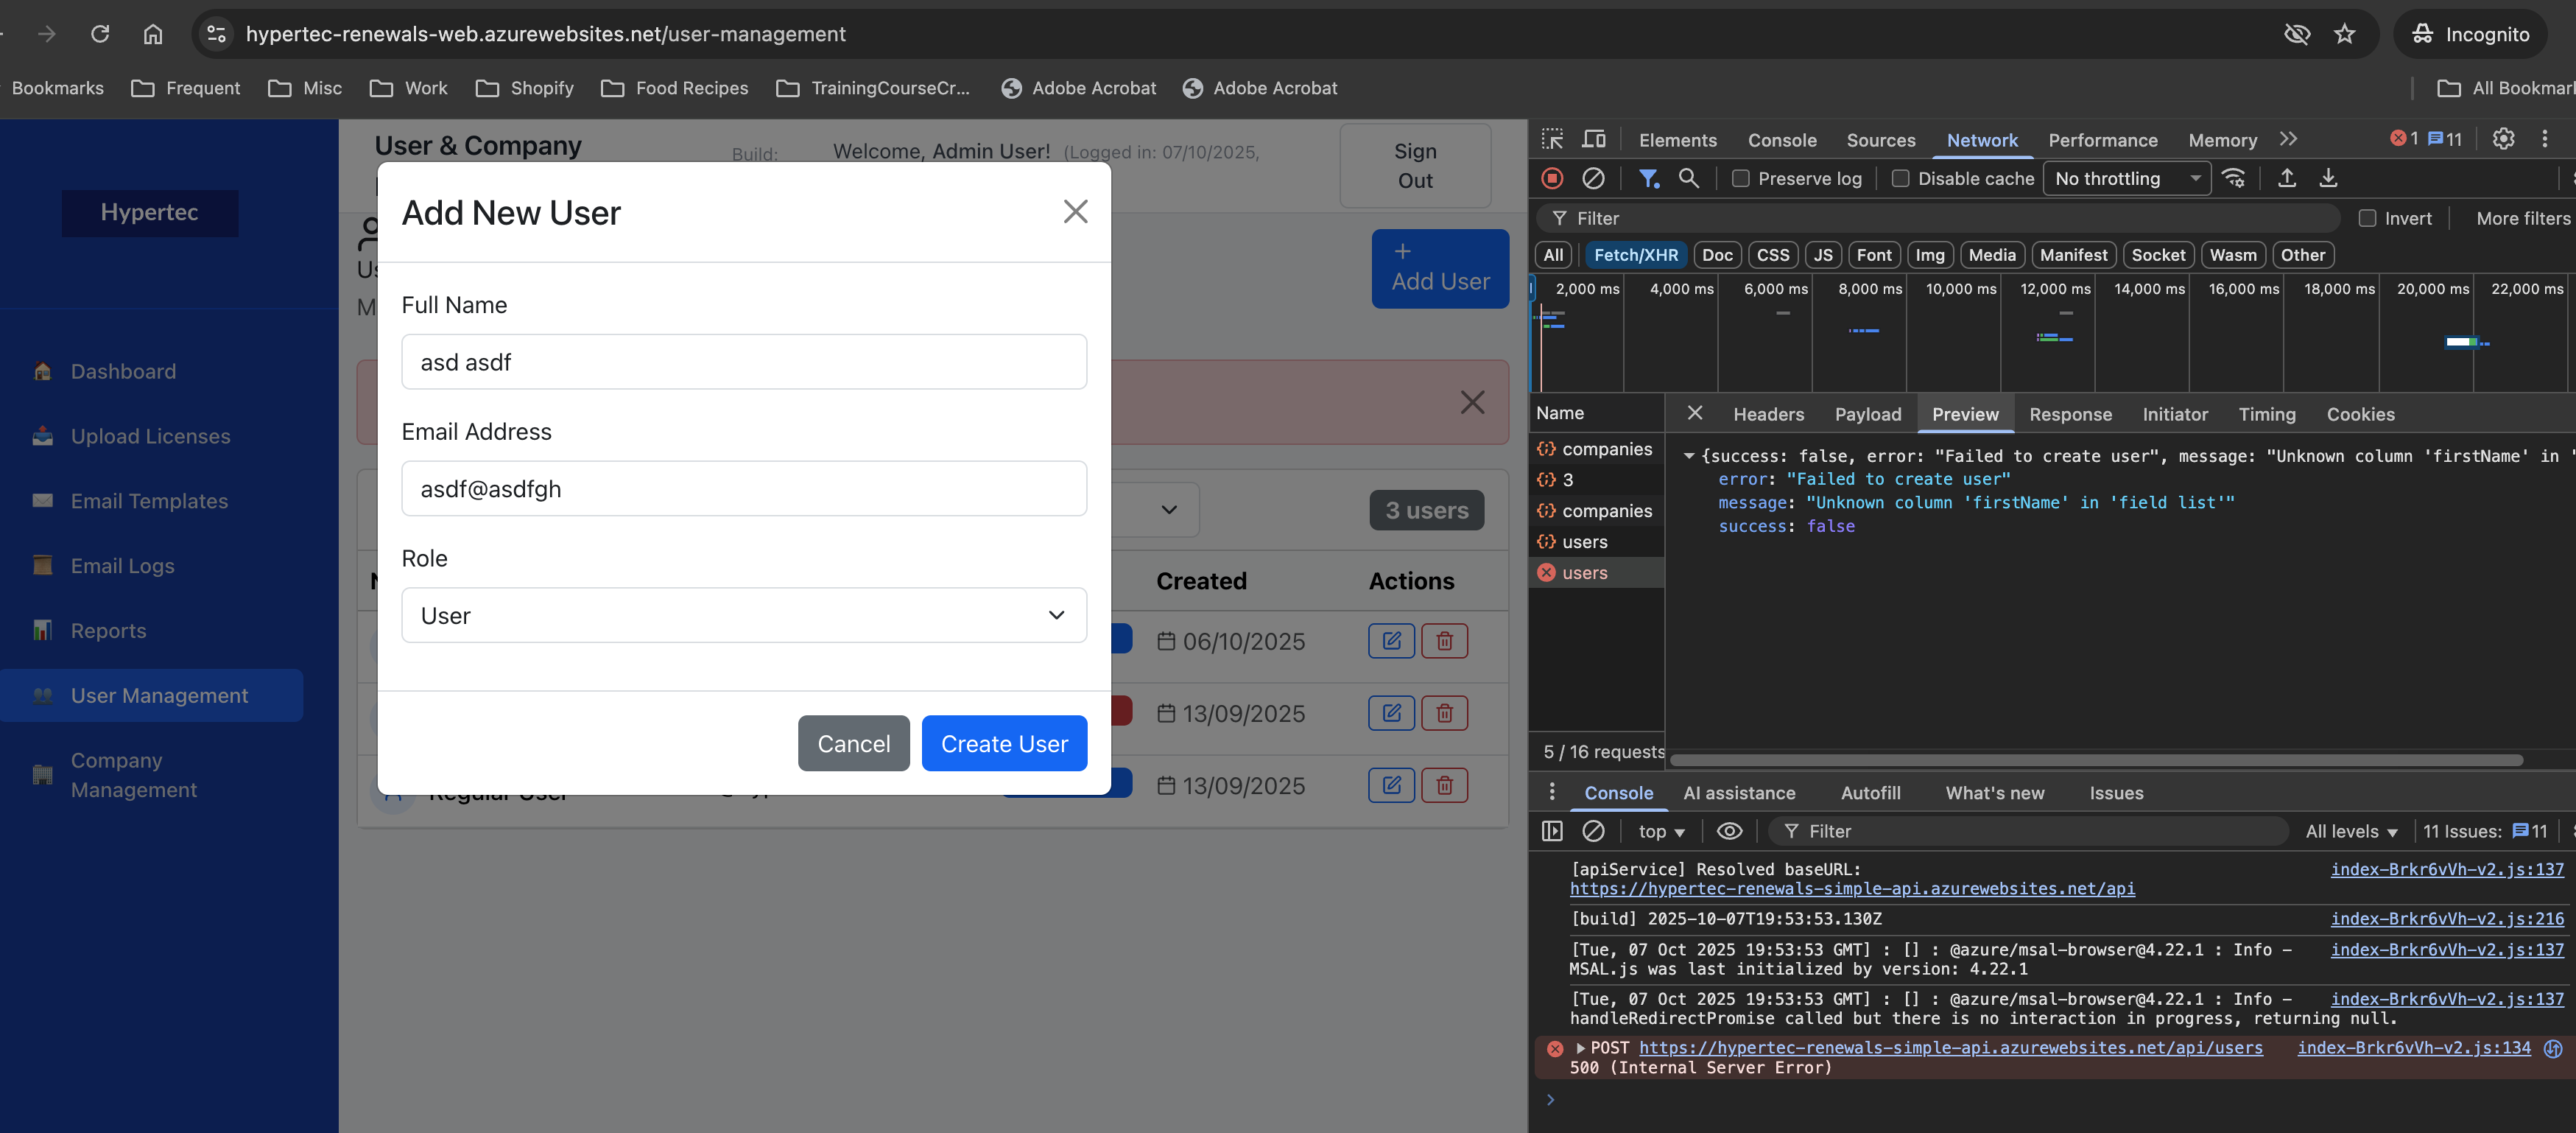 hypertec-renewals-web.azurewebsites.net/user-management
Incognito
Bookmarks
Frequent
Misc
Work
Shopify
Food Recipes
TrainingCourseCr...
Adobe Acrobat
Adobe Acrobat
All Bookmar
Hypertec
Dashboard
Upload Licenses
Email Templates
Email Logs
Reports
User Management
Company
Management
User & Company
Build:
Welcome, Admin User! (Logged in: 07/10/2025,
Sign
Out
+
Add User
3 users
Created
Actions
06/10/2025
13/09/2025
13/09/2025
Regular User
Add New User
Full Name
asd asdf
Email Address
asdf@asdfgh
Role
User
Cancel
Create User
Elements
Console
Sources
Network
Performance
Memory
1
11
Preserve log
Disable cache
No throttling
Filter
Invert
More filters
All
Fetch/XHR
Doc
CSS
JS
Font
Img
Media
Manifest
Socket
Wasm
Other
2,000 ms
4,000 ms
6,000 ms
8,000 ms
10,000 ms
12,000 ms
14,000 ms
16,000 ms
18,000 ms
20,000 ms
22,000 ms
Name
Headers
Payload
Preview
Response
Initiator
Timing
Cookies
companies
3
companies
users
users
5 / 16 requests
{success: false, error: "Failed to create user", message: "Unknown column 'firstName' in '
error: "Failed to create user"
message: "Unknown column 'firstName' in 'field list'"
success: false
Console
AI assistance
Autofill
What's new
Issues
top
Filter
All levels
11 Issues:
11
[apiService] Resolved baseURL:
index-Brkr6vVh-v2.js:137
https://hypertec-renewals-simple-api.azurewebsites.net/api
[build] 2025-10-07T19:53:53.130Z
index-Brkr6vVh-v2.js:216
[Tue, 07 Oct 2025 19:53:53 GMT] : [] : @azure/msal-browser@4.22.1 : Info -
index-Brkr6vVh-v2.js:137
MSAL.js was last initialized by version: 4.22.1
[Tue, 07 Oct 2025 19:53:53 GMT] : [] : @azure/msal-browser@4.22.1 : Info -
index-Brkr6vVh-v2.js:137
handleRedirectPromise called but there is no interaction in progress, returning null.
POST https://hypertec-renewals-simple-api.azurewebsites.net/api/users
index-Brkr6vVh-v2.js:134
500 (Internal Server Error)